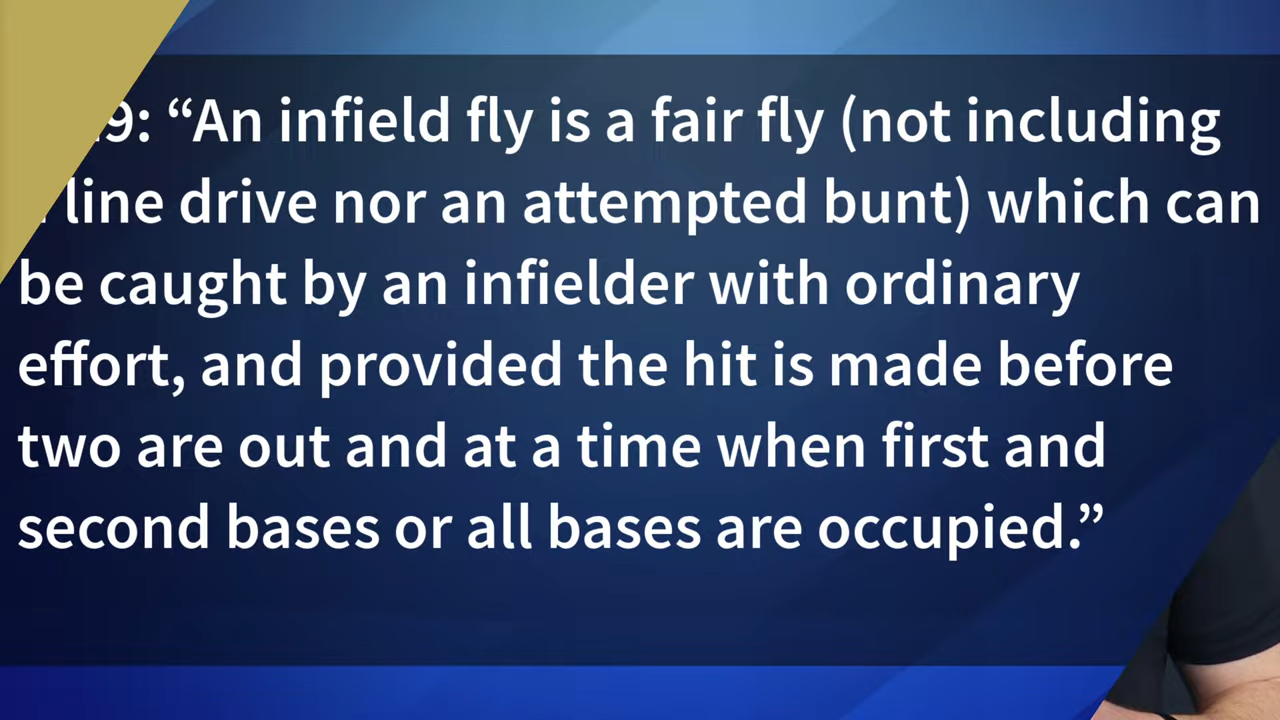 9: “An infield fly is a fair fly (not including
line drive nor an attempted bunt) which can
be caught by an infielder with ordinary
effort, and provided the hit is made before
two are out and at a time when first and
second bases or all bases are occupied.”